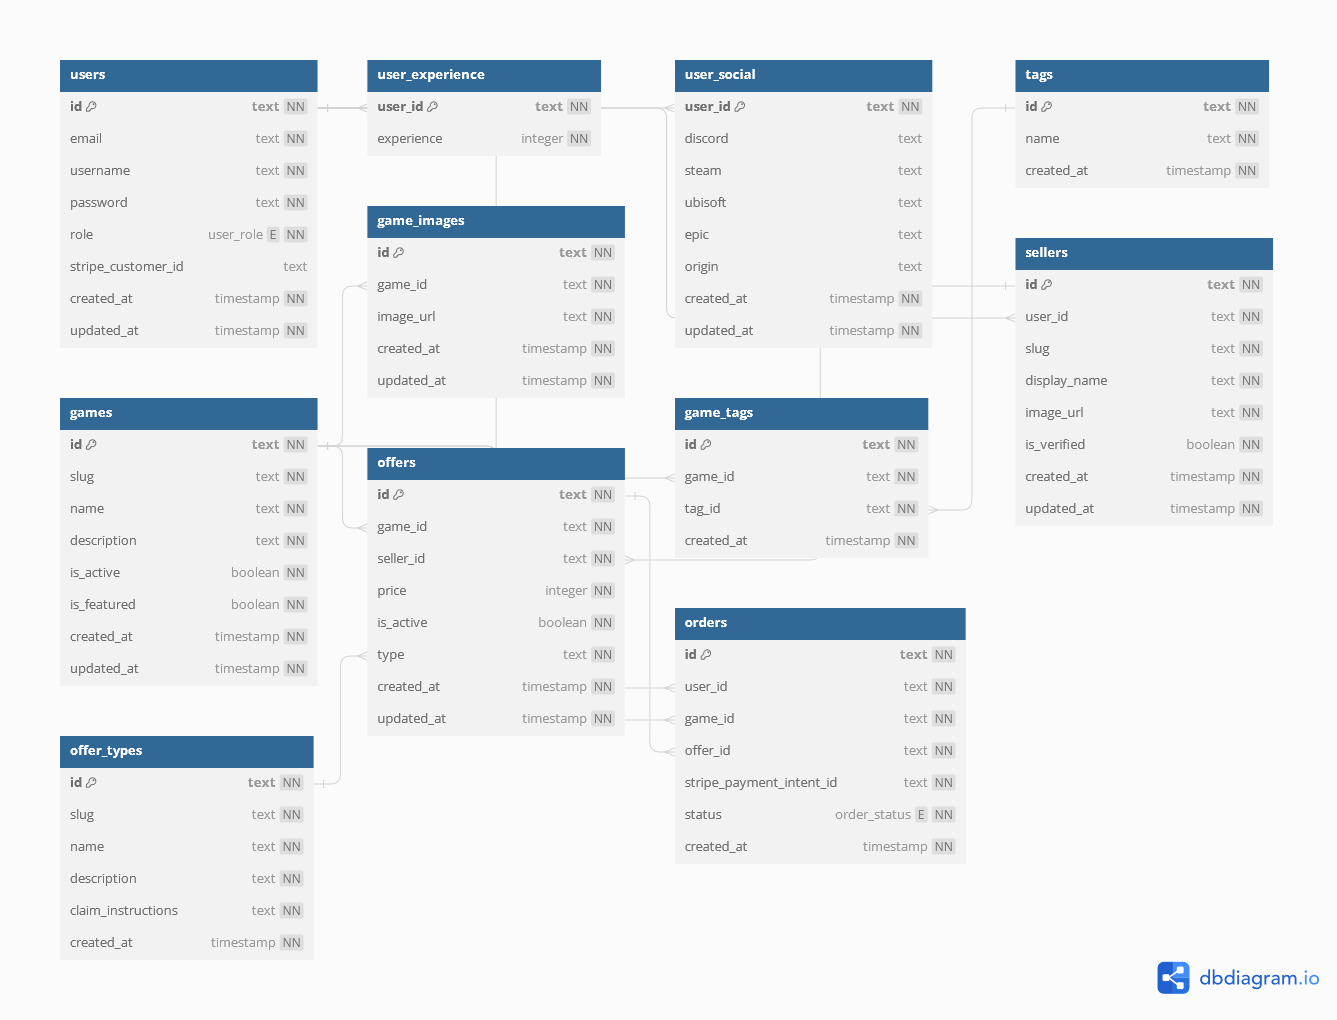 users
id text NN
email text NN
username text NN
password text NN
role user_role E NN
stripe_customer_id text
created_at timestamp NN
updated_at timestamp NN
user_experience
user_id text NN
experience integer NN
user_social
user_id text NN
discord text
steam text
ubisoft text
epic text
origin text
created_at timestamp NN
updated_at timestamp NN
tags
id text NN
name text NN
created_at timestamp NN
game_images
id text NN
game_id text NN
image_url text NN
created_at timestamp NN
updated_at timestamp NN
sellers
id text NN
user_id text NN
slug text NN
display_name text NN
image_url text NN
is_verified boolean NN
created_at timestamp NN
updated_at timestamp NN
games
id text NN
slug text NN
name text NN
description text NN
is_active boolean NN
is_featured boolean NN
created_at timestamp NN
updated_at timestamp NN
offers
id text NN
game_id text NN
seller_id text NN
price integer NN
is_active boolean NN
type text NN
created_at timestamp NN
updated_at timestamp NN
game_tags
id text NN
game_id text NN
tag_id text NN
created_at timestamp NN
orders
id text NN
user_id text NN
game_id text NN
offer_id text NN
stripe_payment_intent_id text NN
status order_status E NN
created_at timestamp NN
offer_types
id text NN
slug text NN
name text NN
description text NN
claim_instructions text NN
created_at timestamp NN
dbdiagram.io